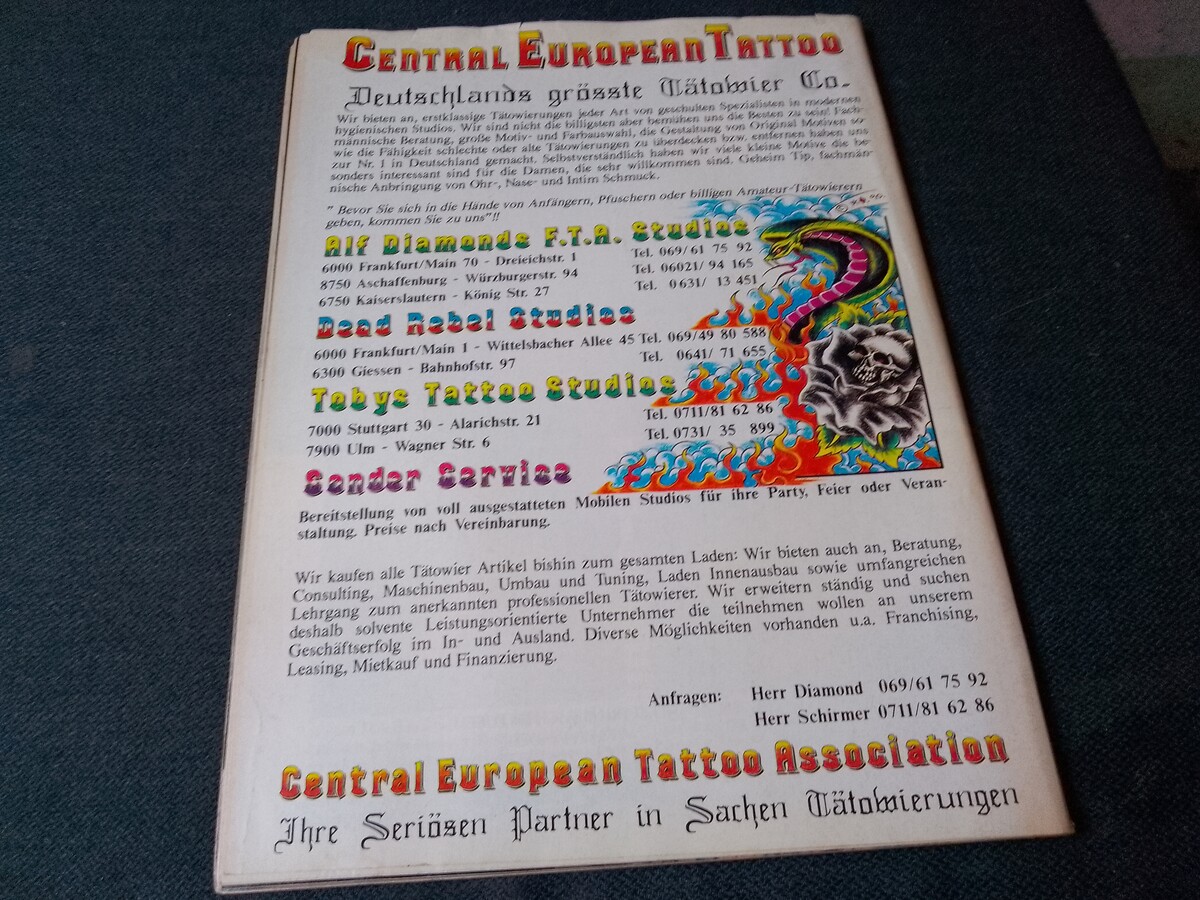 Central European Tattoo
Deutschlands grösste Tätowier Co.
Wir bieten an, erstklassige Tätowierungen jeder Art von geschulten Spezialisten in modernen
hygienischen Studios. Wir sind nicht die billigsten aber bemühen uns die Besten zu sein! Fach-
männische Beratung, große Motiv- und Farbauswahl, die Gestaltung von Original Motiven so-
wie die Fähigkeit schlechte oder alte Tätowierungen zu überdecken bzw. entfernen haben uns
zur Nr. 1 in Deutschland gemacht. Selbstverständlich haben wir viele kleine Motive die be-
sonders interessant sind für die Damen, die sehr willkommen sind. Geheim Tip, fachmän-
nische Anbringung von Ohr-, Nase- und Intim Schmuck.
" Bevor Sie sich in die Hände von Anfängern, Pfuschern oder billigen Amateur-Tätowierern
geben, kommen Sie zu uns"!!
Alf Diamonds F.T.A. Studios
6000 Frankfurt/Main 70 - Dreieichstr. 1 Tel. 069/61 75 92
8750 Aschaffenburg - Würzburgerstr. 94 Tel. 06021/ 94 165
6750 Kaiserslautern - König Str. 27 Tel. 0631/ 13 451
Dead Rebel Studios
6000 Frankfurt/Main 1 - Wittelsbacher Allee 45 Tel. 069/49 80 588
6300 Giessen - Bahnhofstr. 97 Tel. 0641/ 71 655
Tobys Tattoo Studios
7000 Stuttgart 30 - Alarichstr. 21 Tel. 0711/81 62 86
7900 Ulm - Wagner Str. 6 Tel. 0731/ 35 899
Sonder Service
Bereitstellung von voll ausgestatteten Mobilen Studios für ihre Party, Feier oder Veran-
staltung. Preise nach Vereinbarung.
Wir kaufen alle Tätowier Artikel bishin zum gesamten Laden: Wir bieten auch an, Beratung,
Consulting, Maschinenbau, Umbau und Tuning, Laden Innenausbau sowie umfangreichen
Lehrgang zum anerkannten professionellen Tätowierer. Wir erweitern ständig und suchen
deshalb solvente Leistungsorientierte Unternehmer die teilnehmen wollen an unserem
Geschäftserfolg im In- und Ausland. Diverse Möglichkeiten vorhanden u.a. Franchising,
Leasing, Mietkauf und Finanzierung.
Anfragen: Herr Diamond 069/61 75 92
Herr Schirmer 0711/81 62 86
Central European Tattoo Association
Ihre Seriösen Partner in Sachen Tätowierungen